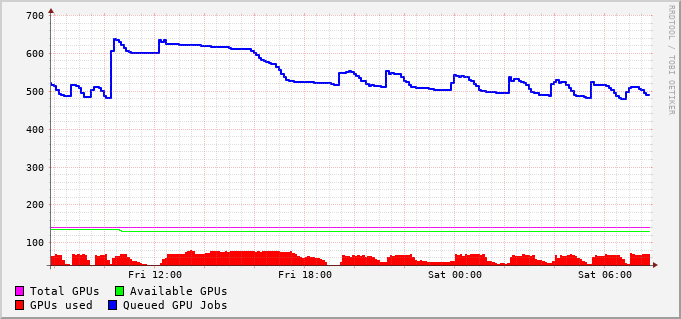 700
600
500
400
300
200
100
Fri 12:00 Fri 18:00 Sat 00:00 Sat 06:00
Total GPUs Available GPUs
GPUs used Queued GPU Jobs
RRDTOOL / TOBI OETIKER